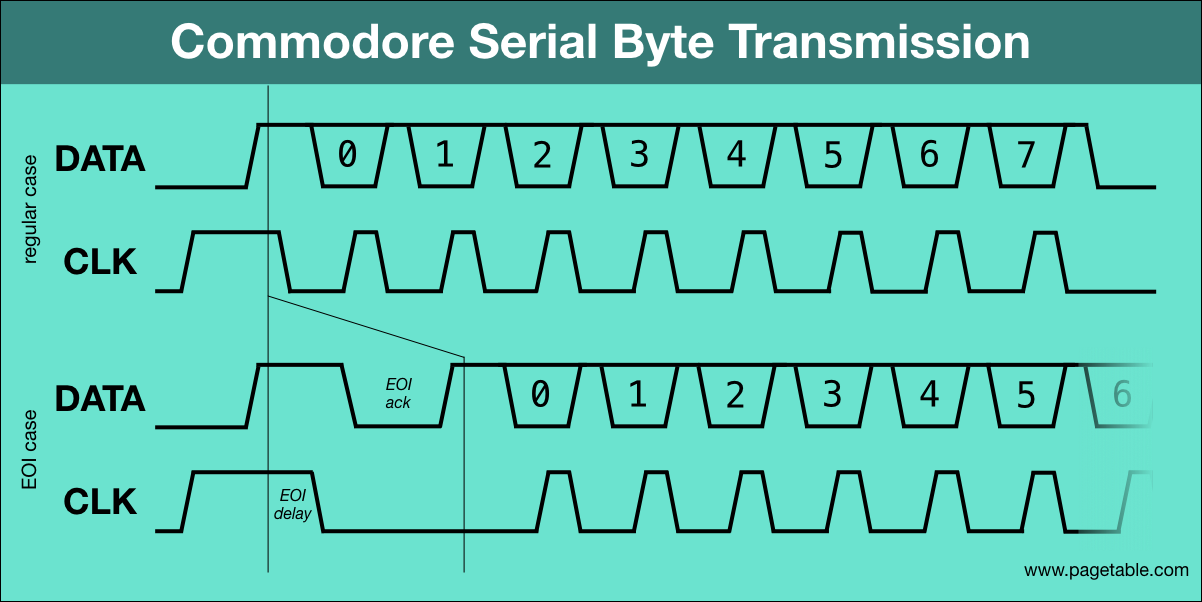 Commodore Serial Byte Transmission
regular case
DATA
0 1 2 3 4 5 6 7
CLK
EOI case
DATA
EOI
ack
0 1 2 3 4 5 6
CLK
EOI
delay
www.pagetable.com